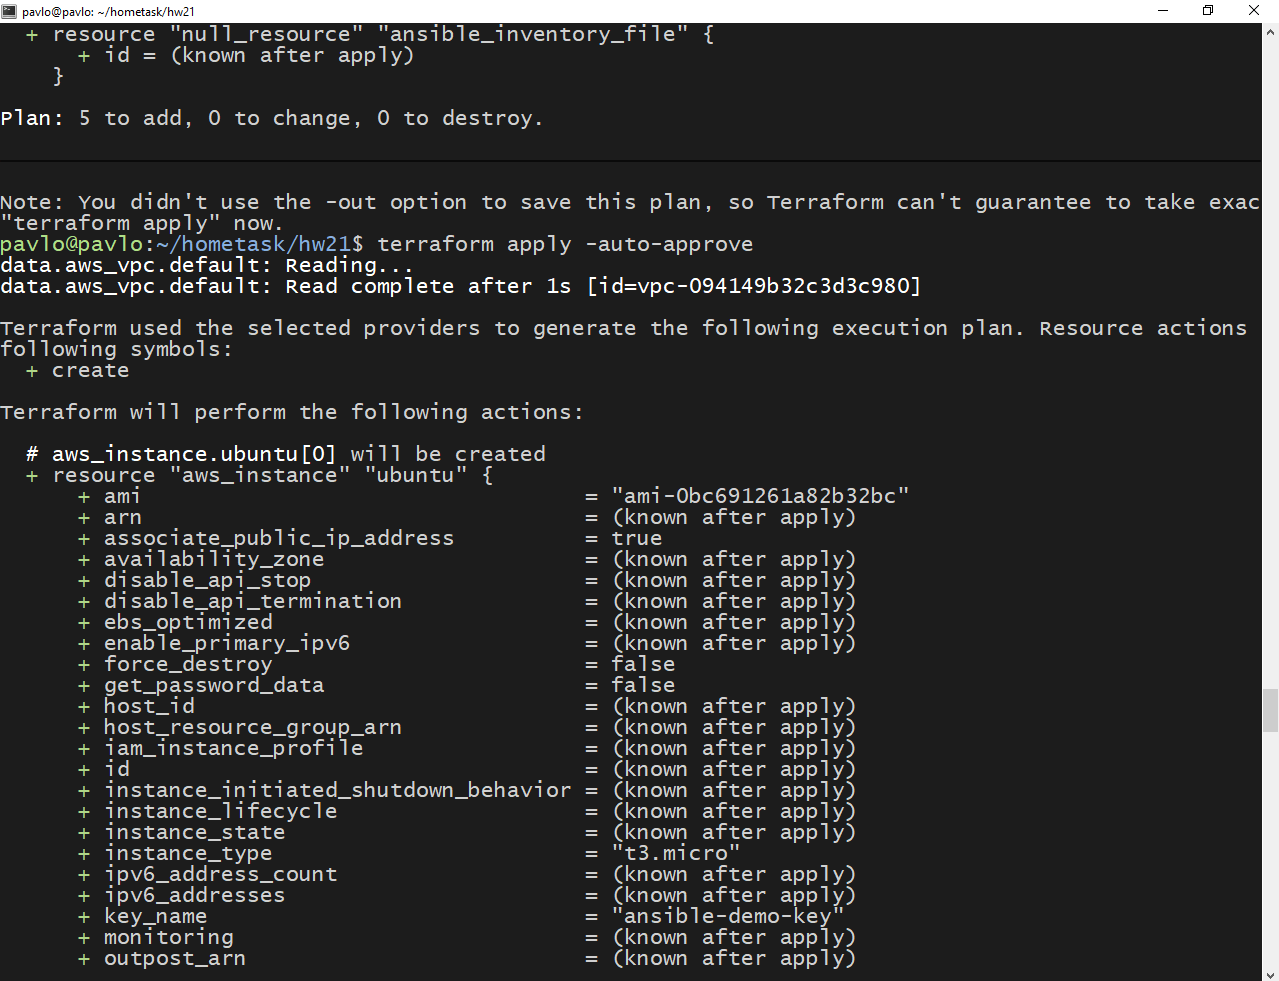 pavlo@pavlo: ~/hometask/hw21
  + resource "null_resource" "ansible_inventory_file" {
      + id = (known after apply)
    }
Plan: 5 to add, 0 to change, 0 to destroy.
Note: You didn't use the -out option to save this plan, so Terraform can't guarantee to take exac
"terraform apply" now.
pavlo@pavlo:~/hometask/hw21$ terraform apply -auto-approve
data.aws_vpc.default: Reading...
data.aws_vpc.default: Read complete after 1s [id=vpc-094149b32c3d3c980]
Terraform used the selected providers to generate the following execution plan. Resource actions
following symbols:
  + create
Terraform will perform the following actions:
  # aws_instance.ubuntu[0] will be created
  + resource "aws_instance" "ubuntu" {
      + ami                                  = "ami-0bc691261a82b32bc"
      + arn                                  = (known after apply)
      + associate_public_ip_address          = true
      + availability_zone                    = (known after apply)
      + disable_api_stop                     = (known after apply)
      + disable_api_termination              = (known after apply)
      + ebs_optimized                        = (known after apply)
      + enable_primary_ipv6                  = (known after apply)
      + force_destroy                        = false
      + get_password_data                    = false
      + host_id                              = (known after apply)
      + host_resource_group_arn              = (known after apply)
      + iam_instance_profile                 = (known after apply)
      + id                                   = (known after apply)
      + instance_initiated_shutdown_behavior = (known after apply)
      + instance_lifecycle                   = (known after apply)
      + instance_state                       = (known after apply)
      + instance_type                        = "t3.micro"
      + ipv6_address_count                   = (known after apply)
      + ipv6_addresses                       = (known after apply)
      + key_name                             = "ansible-demo-key"
      + monitoring                           = (known after apply)
      + outpost_arn                          = (known after apply)